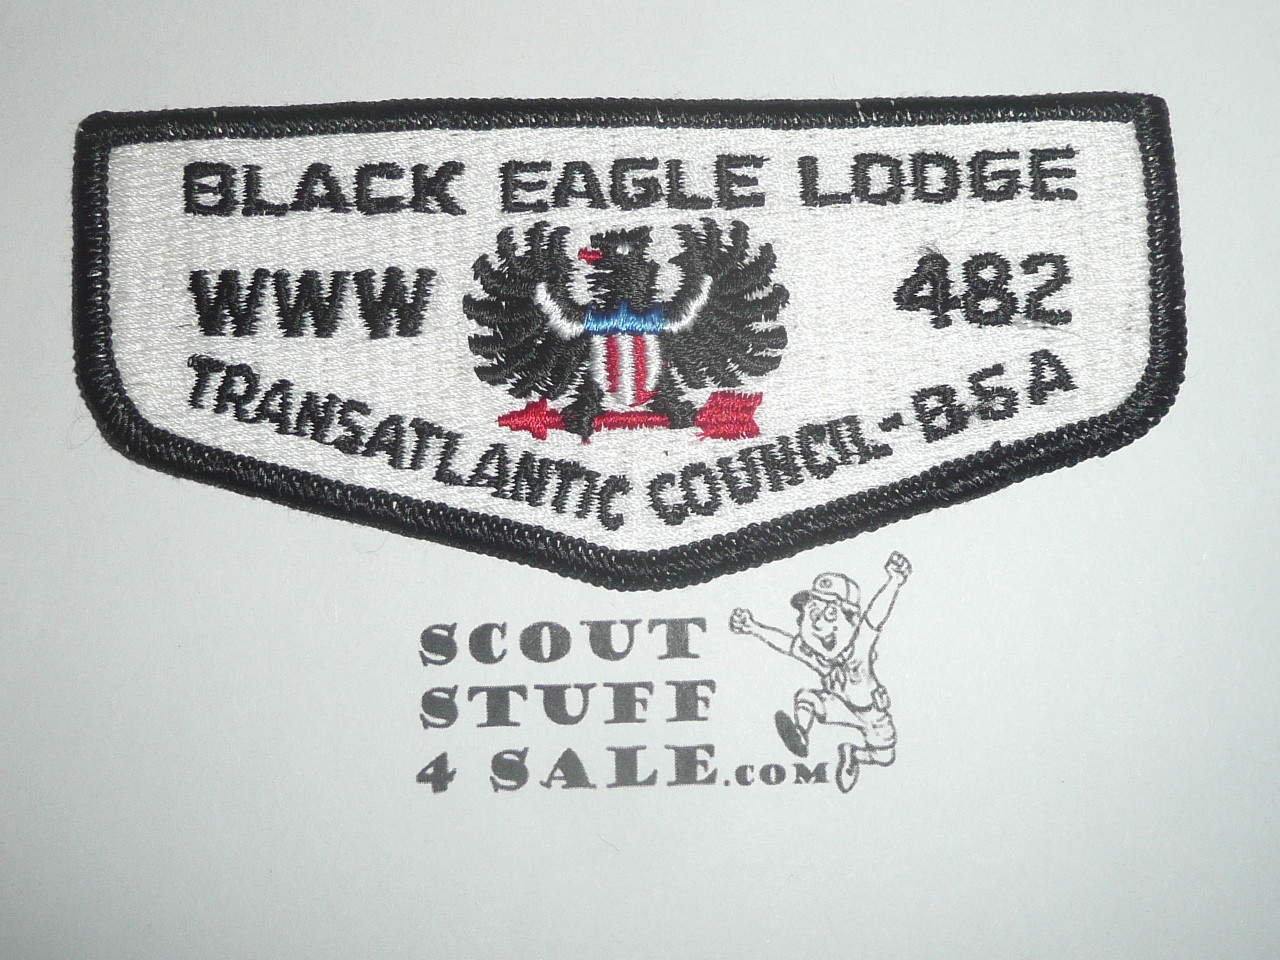 BLACK EAGLE LODGE
WWW 482
TRANSATLANTIC COUNCIL-BSA
SCOUT
STUFF
4 SALE.COM